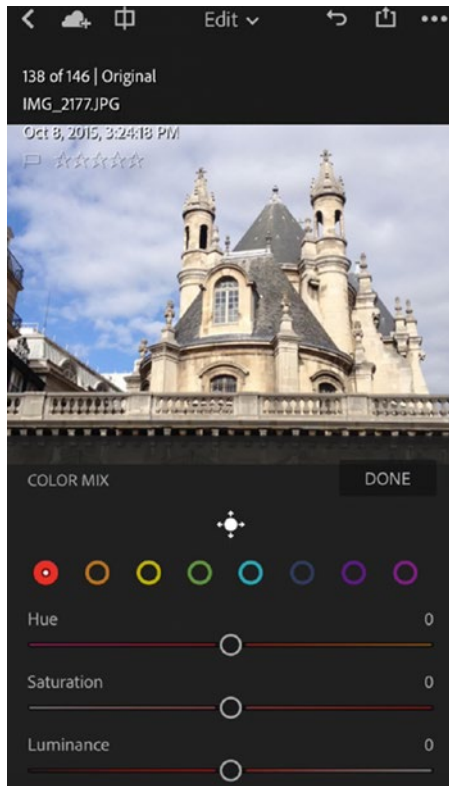 Edit
138 of 146 | Original
IMG_2177.JPG
Oct 8, 2015, 3:24:18 PM
COLOR MIX
DONE
Hue 0
Saturation 0
Luminance 0